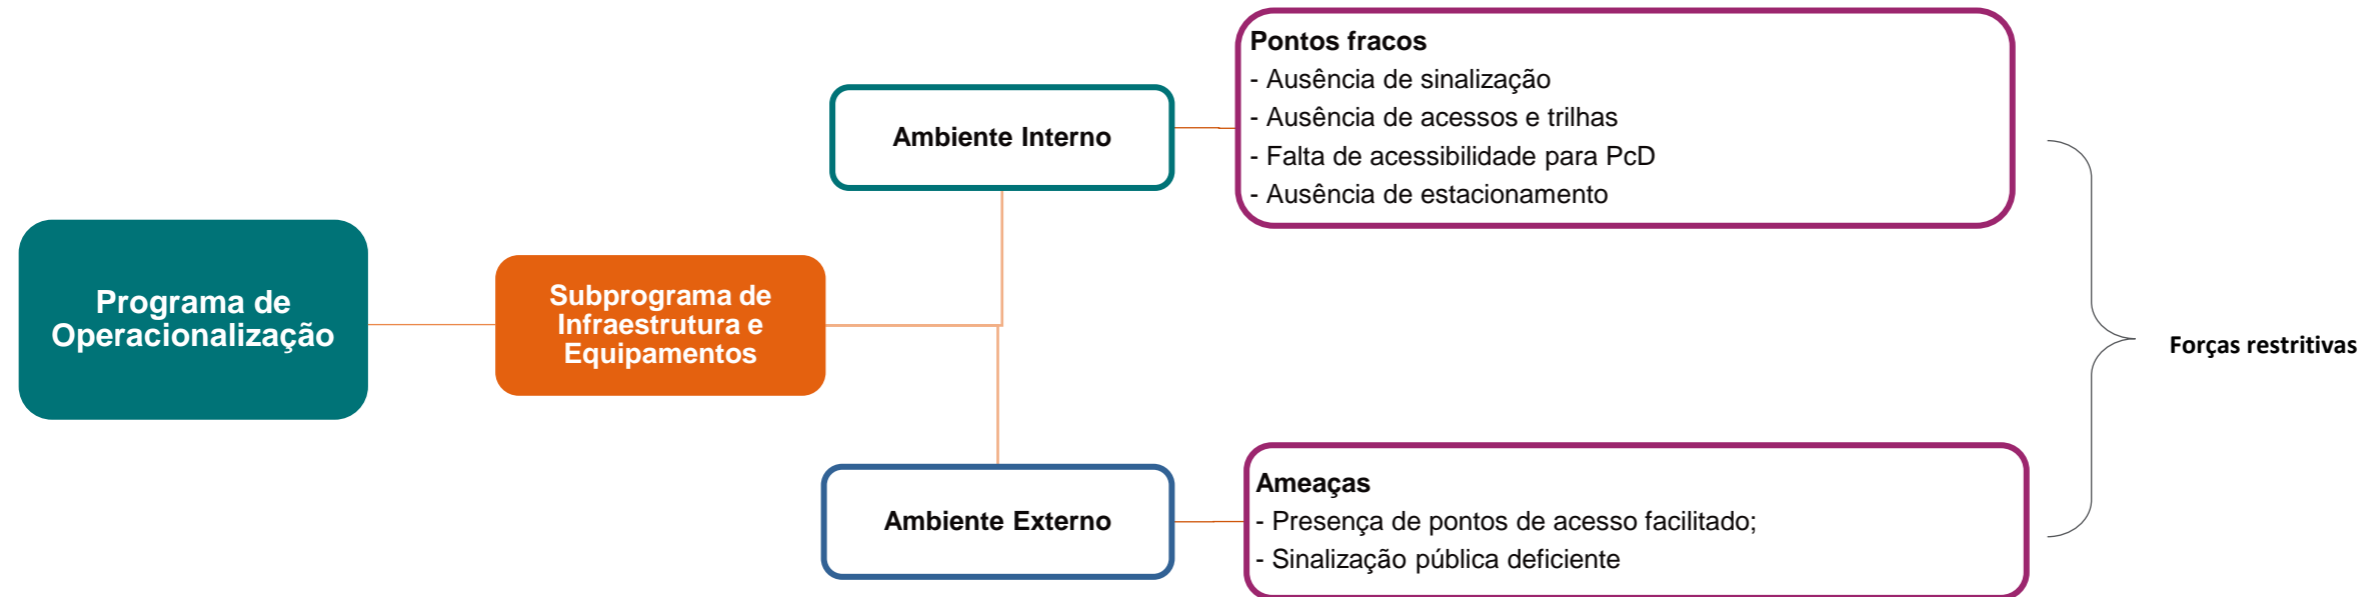 Programa de
Operacionalização
Subprograma de
Infraestrutura e
Equipamentos
Ambiente Interno
Pontos fracos
- Ausência de sinalização
- Ausência de acessos e trilhas
- Falta de acessibilidade para PcD
- Ausência de estacionamento
Ambiente Externo
Ameaças
- Presença de pontos de acesso facilitado;
- Sinalização pública deficiente
Forças restritivas